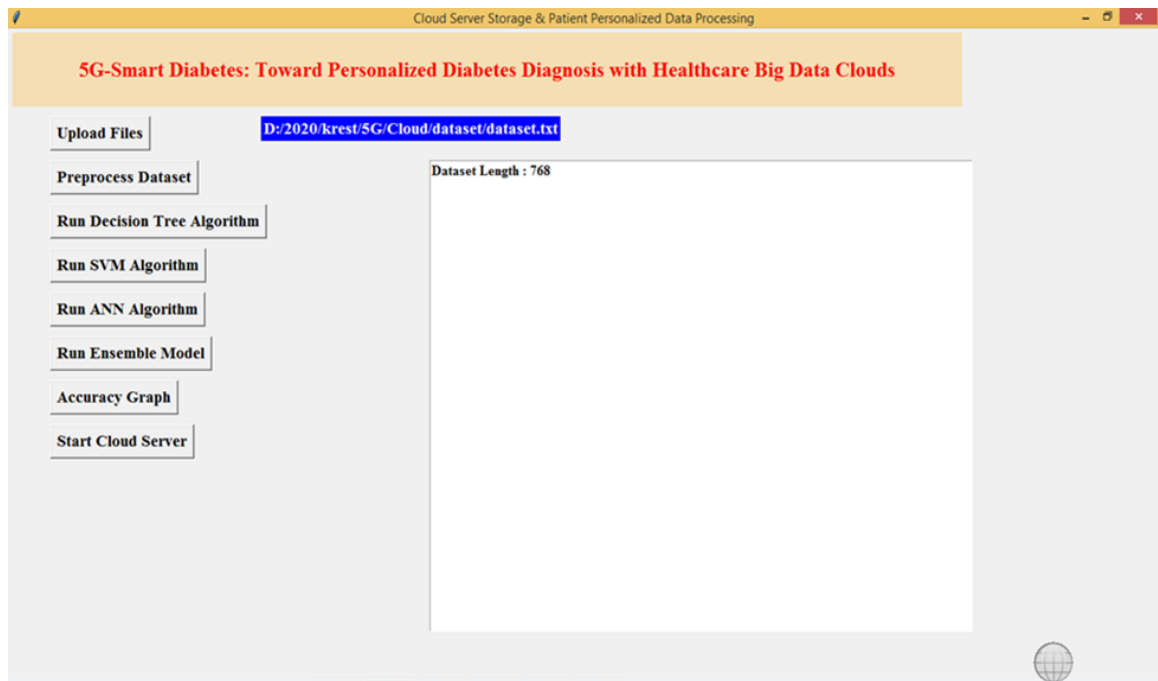 Cloud Server Storage & Patient Personalized Data Processing
5G-Smart Diabetes: Toward Personalized Diabetes Diagnosis with Healthcare Big Data Clouds
Upload Files
D:/2020/krest/5G/Cloud/dataset/dataset.txt
Preprocess Dataset
Dataset Length : 768
Run Decision Tree Algorithm
Run SVM Algorithm
Run ANN Algorithm
Run Ensemble Model
Accuracy Graph
Start Cloud Server